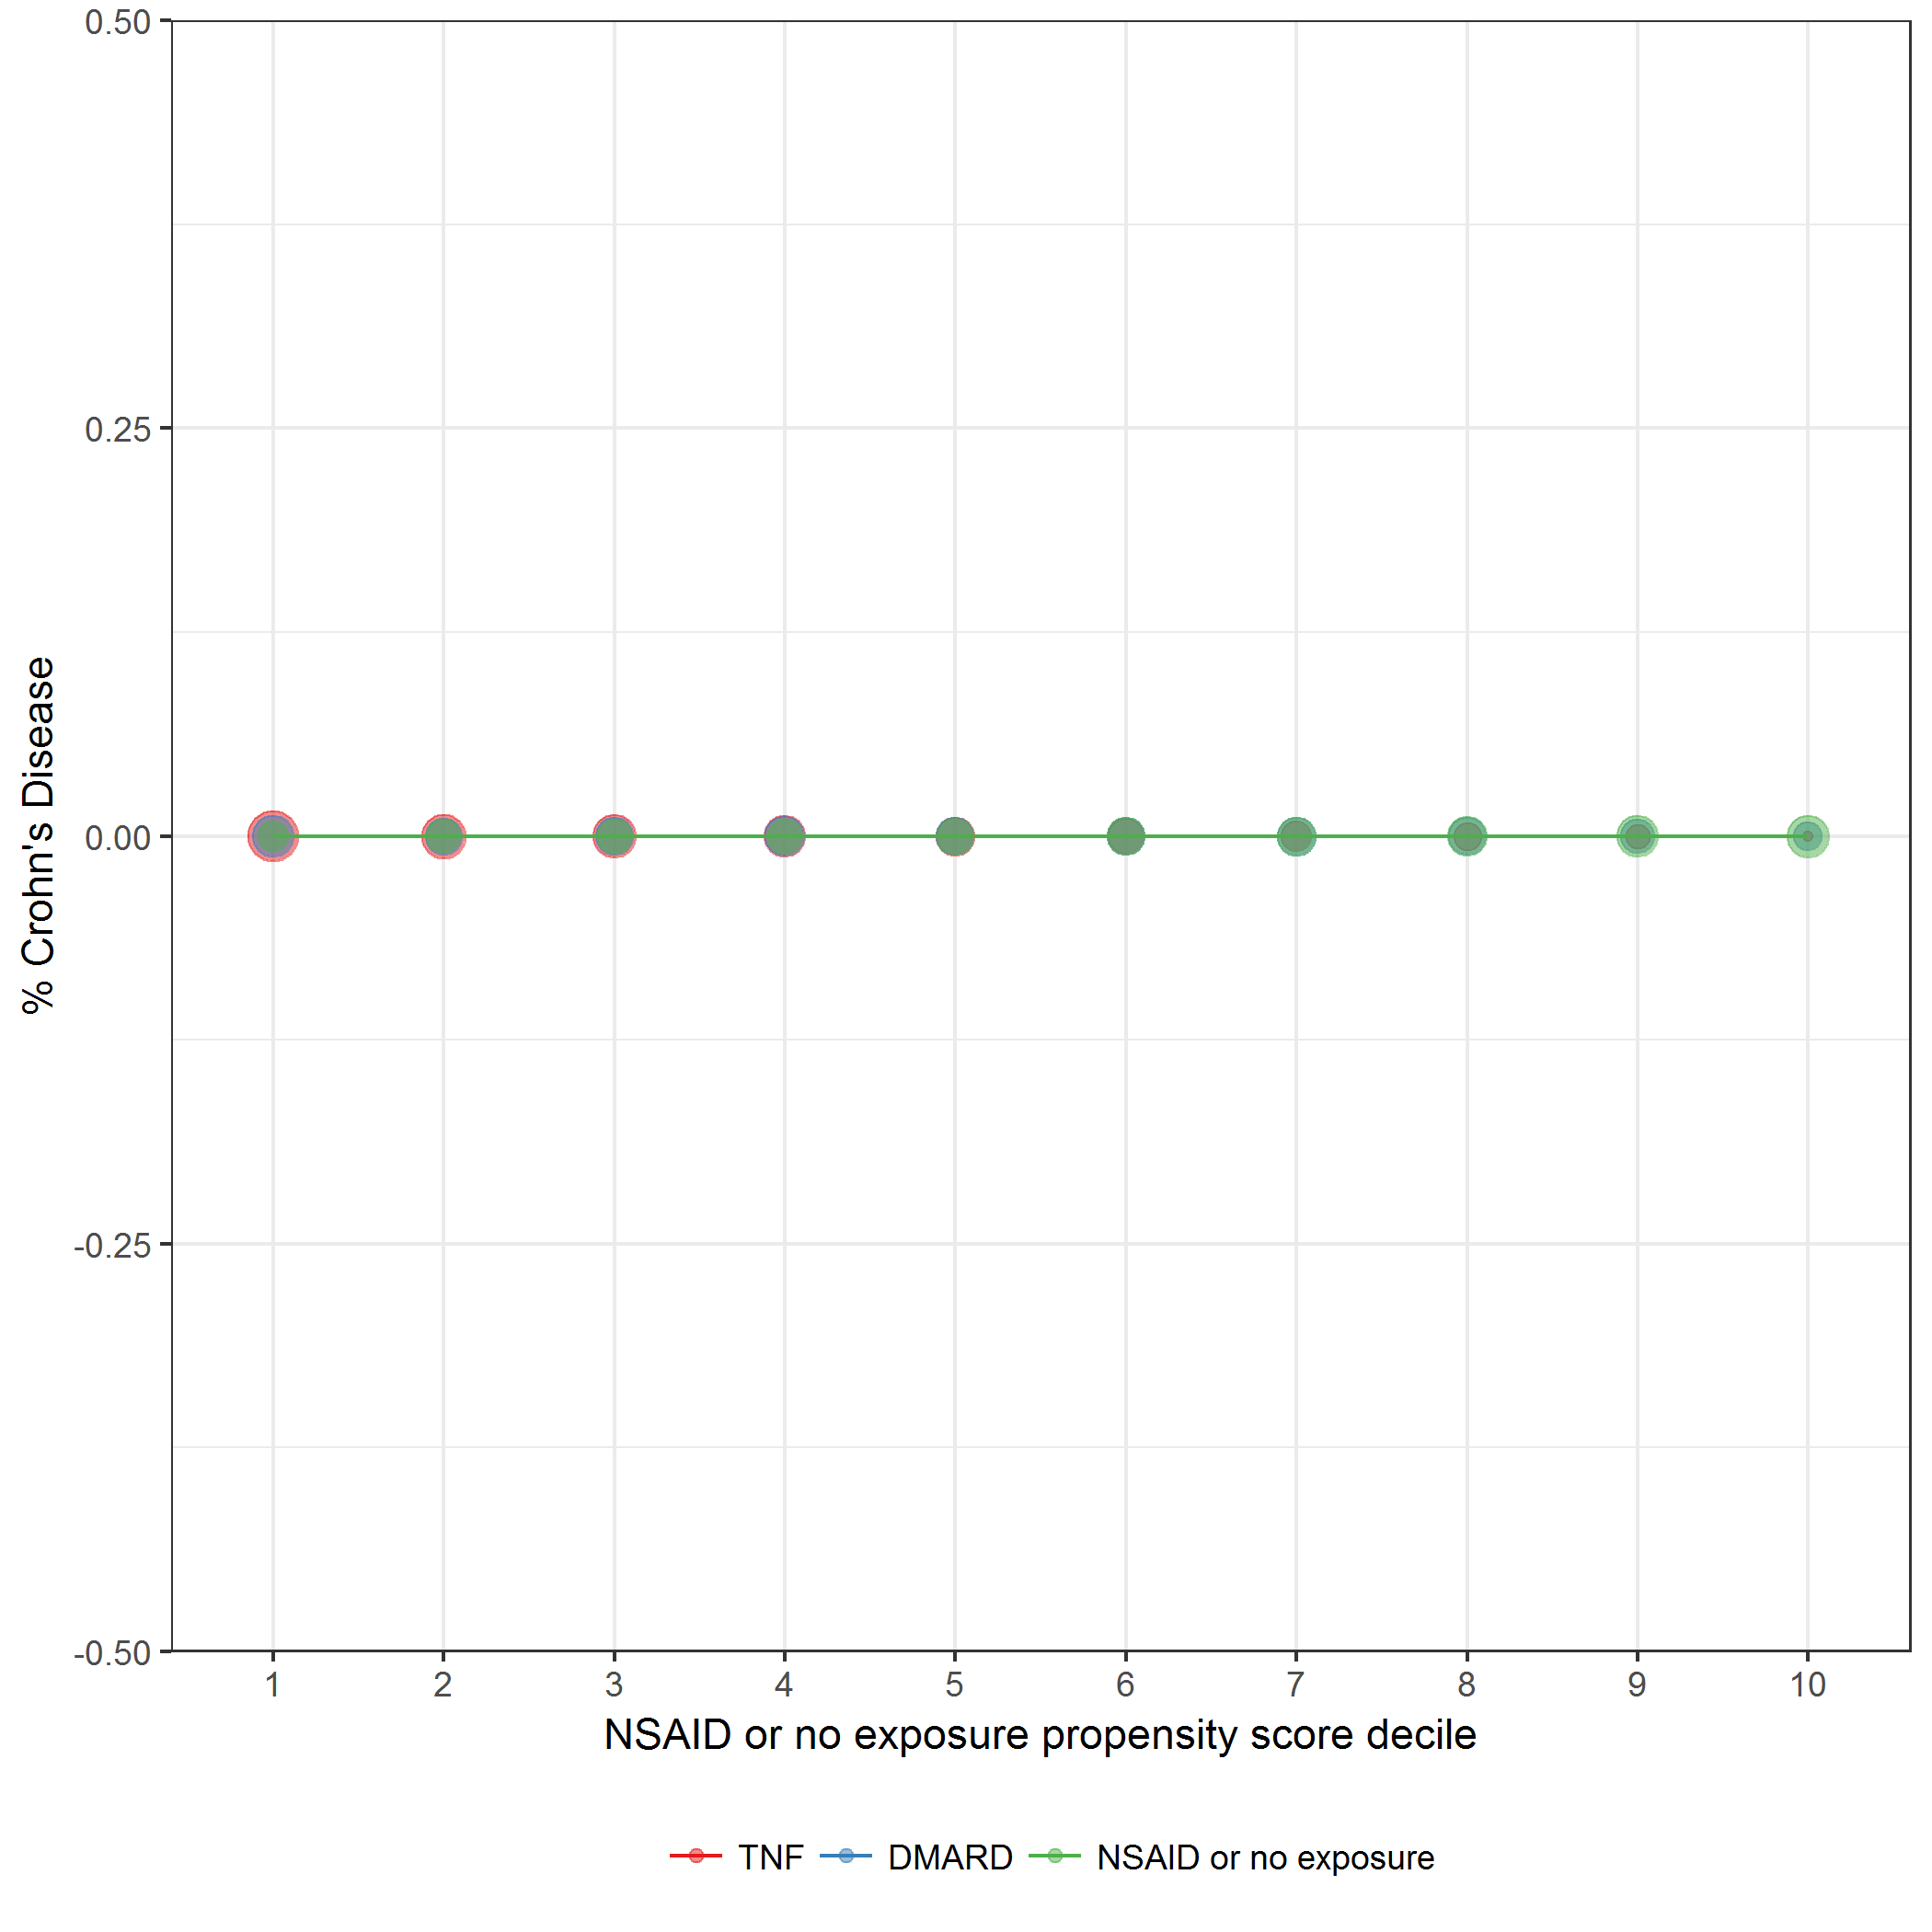 0.50
0.25
0.00
-0.25
-0.50
% Crohn's Disease
1 2 3 4 5 6 7 8 9 10
NSAID or no exposure propensity score decile
TNF DMARD NSAID or no exposure